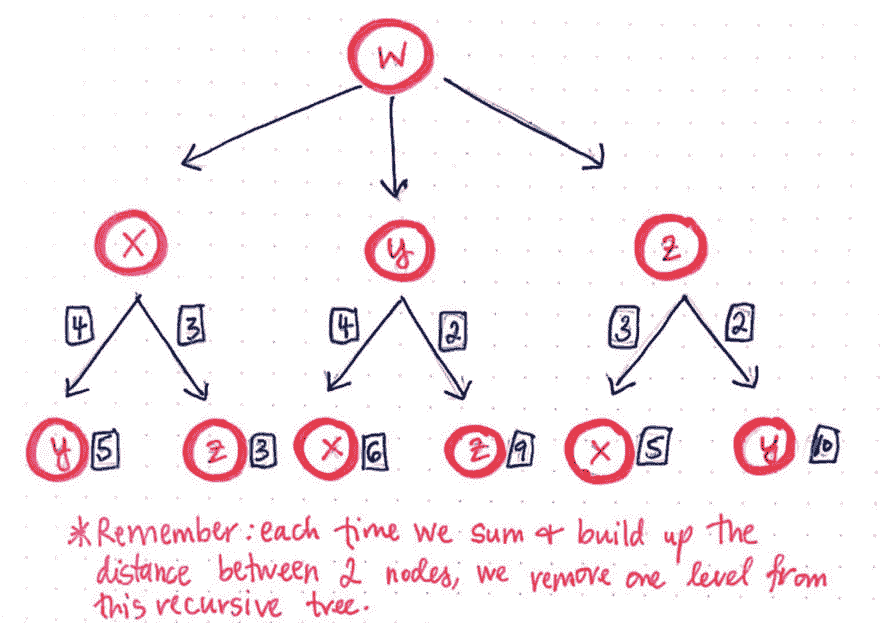 W
X y z
4 3 4 2 3 2
y 5 z 3 x 6 z 9 x 5 y 10
*Remember: each time we sum & build up the
distance between 2 nodes, we remove one level from
this recursive tree.